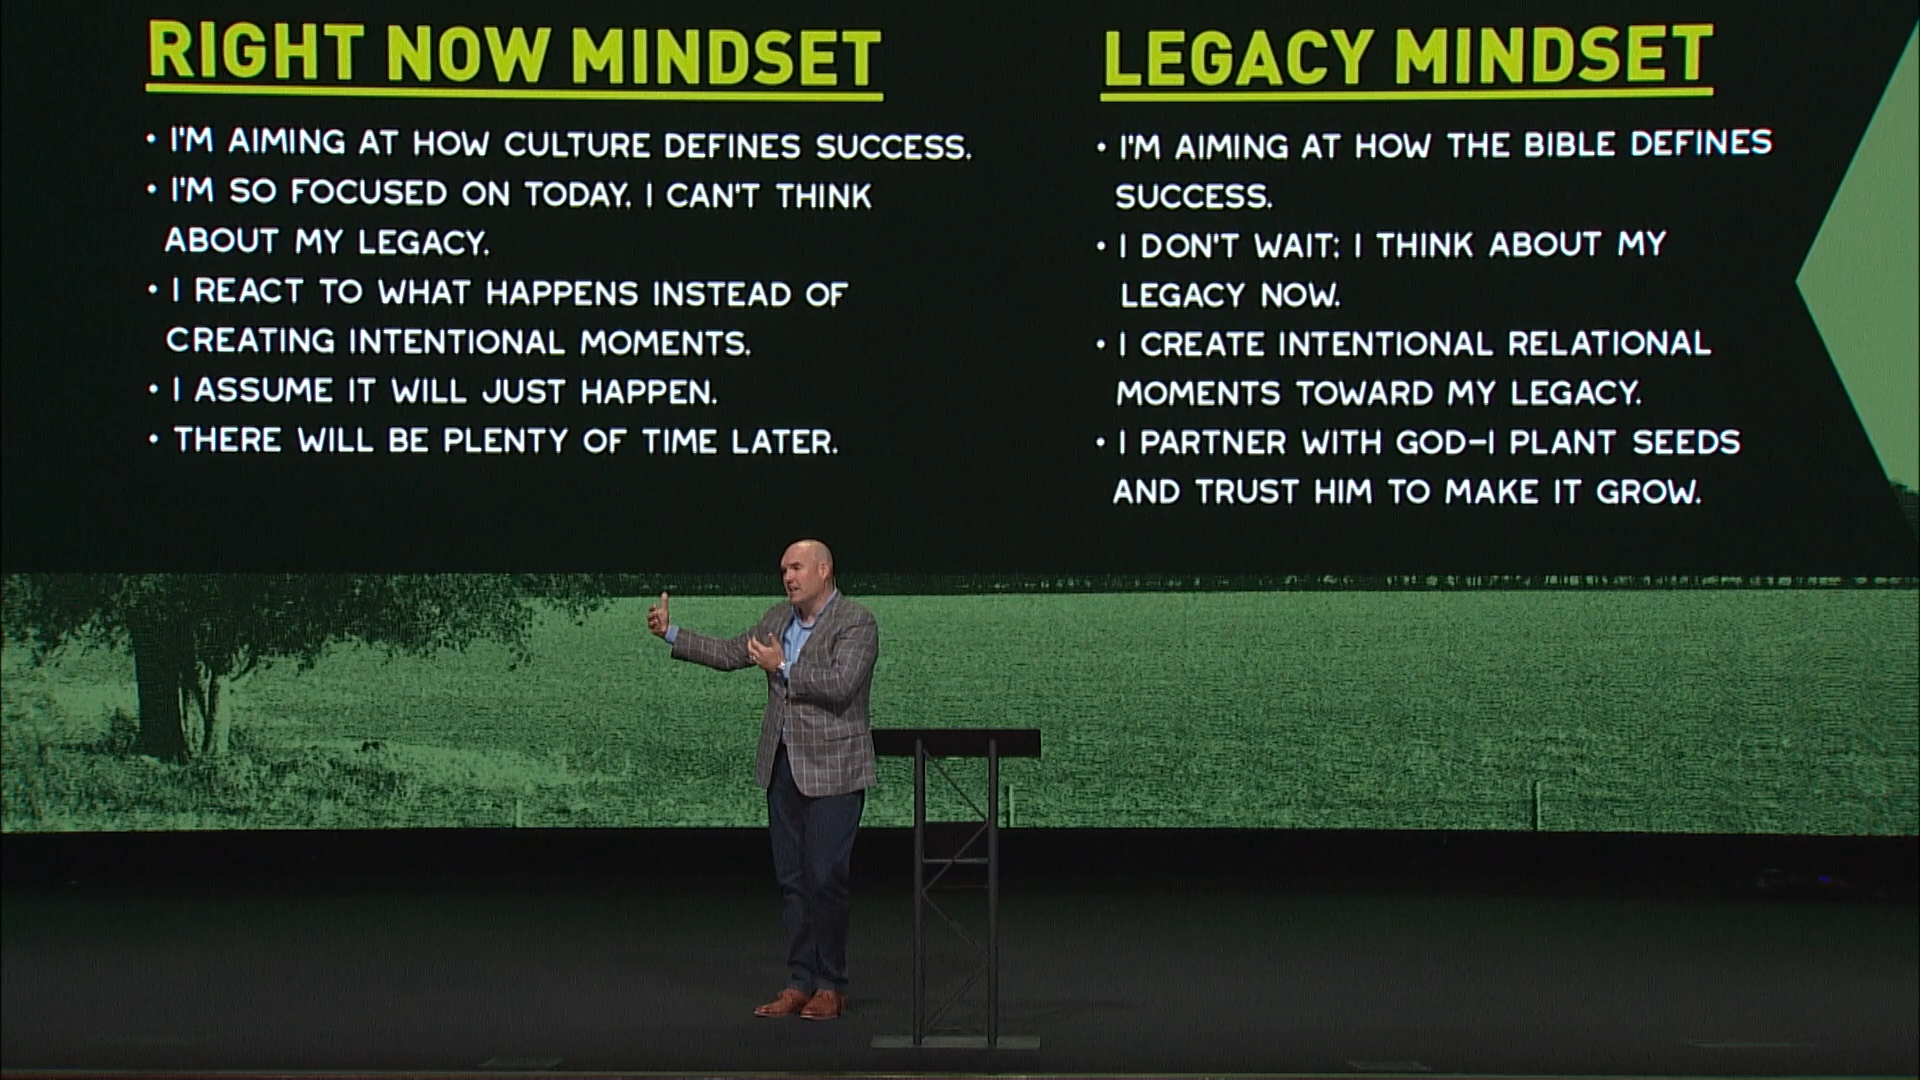 RIGHT NOW MINDSET
• I'M AIMING AT HOW CULTURE DEFINES SUCCESS.
• I'M SO FOCUSED ON TODAY, I CAN'T THINK
ABOUT MY LEGACY.
• I REACT TO WHAT HAPPENS INSTEAD OF
CREATING INTENTIONAL MOMENTS.
• I ASSUME IT WILL JUST HAPPEN.
• THERE WILL BE PLENTY OF TIME LATER.
LEGACY MINDSET
• I'M AIMING AT HOW THE BIBLE DEFINES
SUCCESS.
• I DON'T WAIT; I THINK ABOUT MY
LEGACY NOW.
• I CREATE INTENTIONAL RELATIONAL
MOMENTS TOWARD MY LEGACY.
• I PARTNER WITH GOD–I PLANT SEEDS
AND TRUST HIM TO MAKE IT GROW.